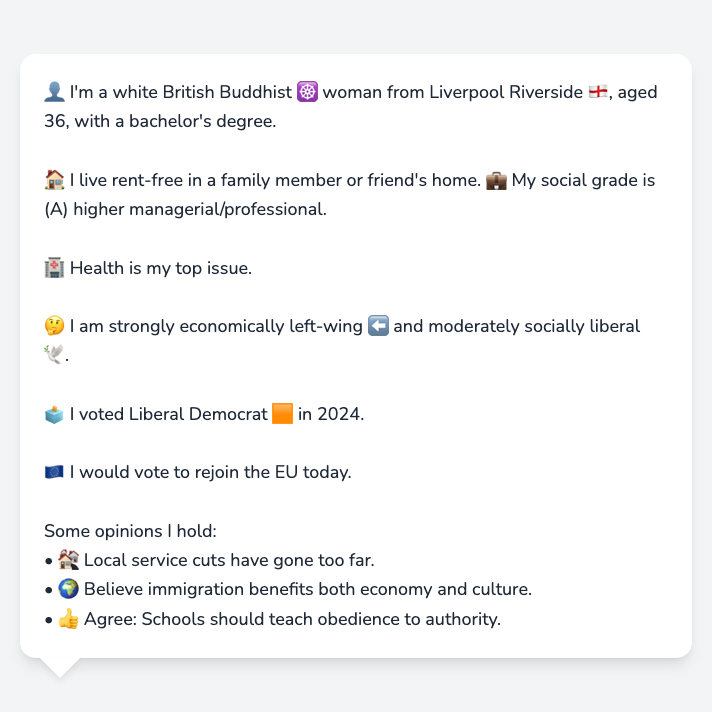 👤 I'm a white British Buddhist ☸️ woman from Liverpool Riverside 🏴󠁧󠁢󠁥󠁮󠁧󠁿, aged
36, with a bachelor's degree.
🏠 I live rent-free in a family member or friend's home. 💼 My social grade is
(A) higher managerial/professional.
🏥 Health is my top issue.
🤔 I am strongly economically left-wing ⬅️ and moderately socially liberal
🕊️.
🗳️ I voted Liberal Democrat 🟧 in 2024.
🇪🇺 I would vote to rejoin the EU today.
Some opinions I hold:
• 🏘️ Local service cuts have gone too far.
• 🌍 Believe immigration benefits both economy and culture.
• 👍 Agree: Schools should teach obedience to authority.